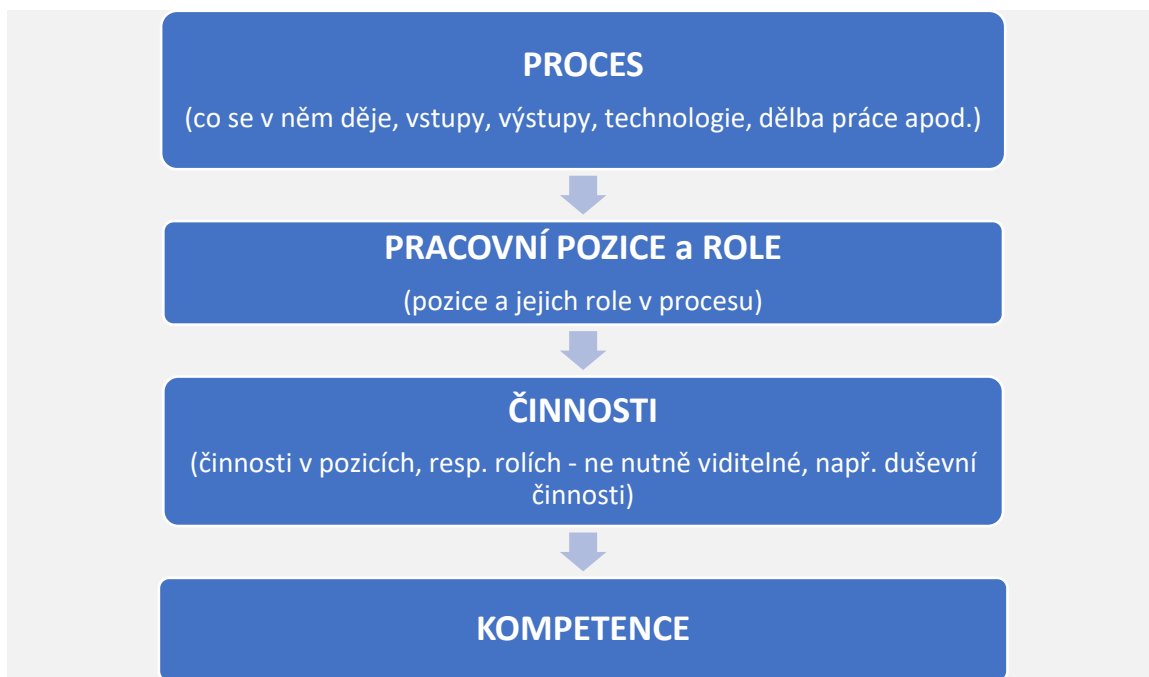 PROCES
(co se v něm děje, vstupy, výstupy, technologie, dělba práce apod.)
PRACOVNÍ POZICE a ROLE
(pozice a jejich role v procesu)
ČINNOSTI
(činnosti v pozicích, resp. rolích - ne nutně viditelné, např. duševní
činnosti)
KOMPETENCE